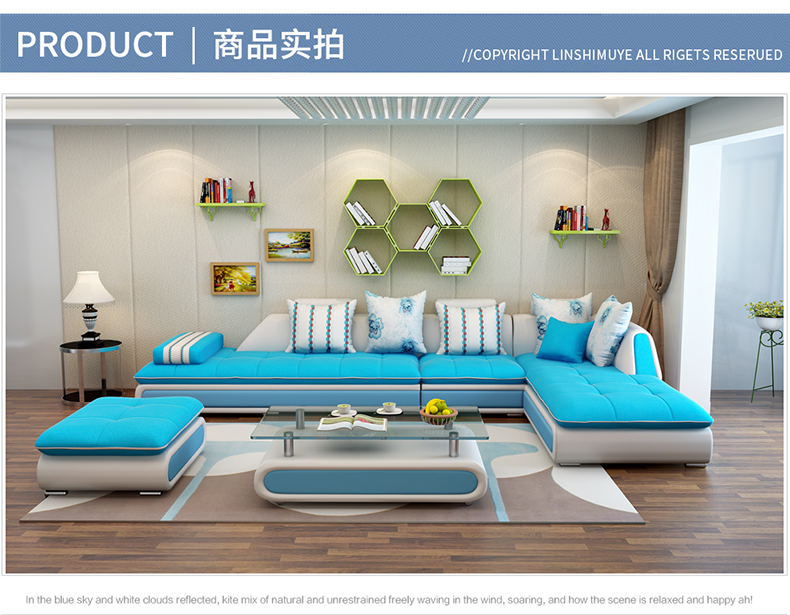 PRODUCT | 商品实拍
//COPYRIGHT LINSHIMUYE ALL RIGETS RESERUED
In the blue sky and white clouds reflected, kite mix of natural and unrestrained freely waving in the wind, soaring, and how the scene is relaxed and happy ah!